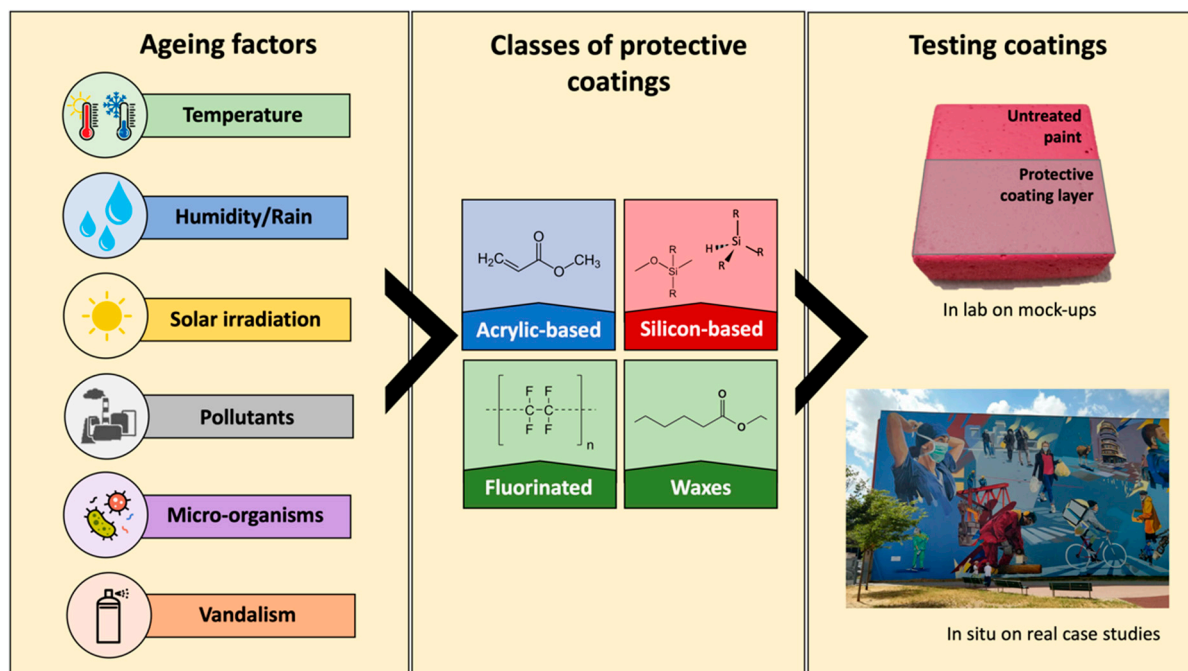 Ageing factors
Temperature
Humidity/Rain
Solar irradiation
Pollutants
Micro-organisms
Vandalism
Classes of protective
coatings
H₂C
O
O
CH₃
Acrylic-based
R
O
Si
R
R
H
Si
R
R
Silicon-based
F F
C C
F F
n
Fluorinated
O
O
Waxes
Testing coatings
Untreated
paint
Protective
coating layer
In lab on mock-ups
In situ on real case studies